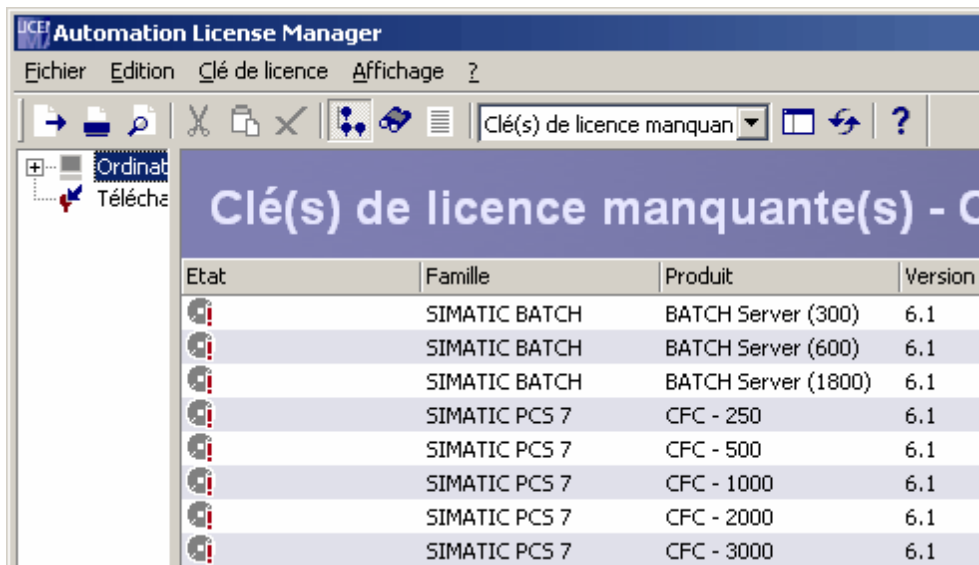 Automation License Manager
Fichier Edition Clé de licence Affichage ?
Clé(s) de licence manquan ?
Ordinat
Télécha
Clé(s) de licence manquante(s) -
Etat Famille Produit Version
SIMATIC BATCH BATCH Server (300) 6.1
SIMATIC BATCH BATCH Server (600) 6.1
SIMATIC BATCH BATCH Server (1800) 6.1
SIMATIC PCS 7 CFC - 250 6.1
SIMATIC PCS 7 CFC - 500 6.1
SIMATIC PCS 7 CFC - 1000 6.1
SIMATIC PCS 7 CFC - 2000 6.1
SIMATIC PCS 7 CFC - 3000 6.1